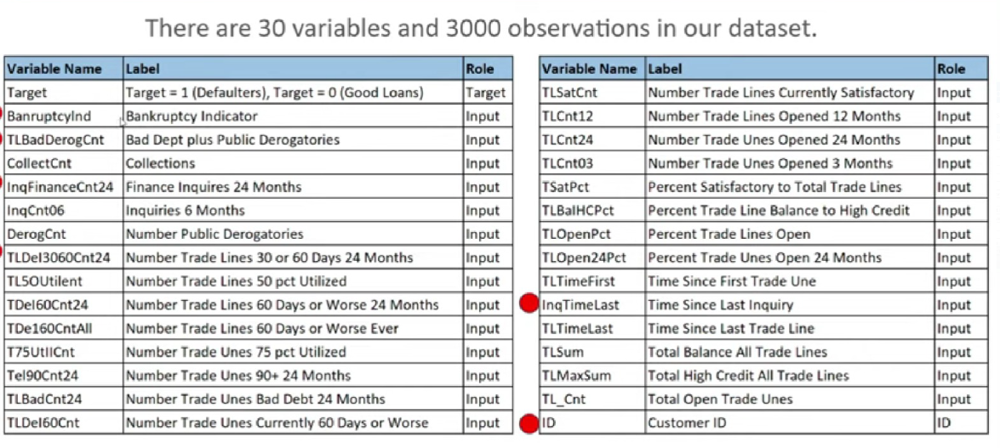 There are 30 variables and 3000 observations in our dataset.
Variable Name Label Role
Target Target = 1 (Defaulters), Target = 0 (Good Loans) Target
BanruptcyInd Bankruptcy Indicator Input
TLBadDerogCnt Bad Dept plus Public Derogatories Input
CollectCnt Collections Input
InqFinanceCnt24 Finance Inquires 24 Months Input
InqCnt06 Inquiries 6 Months Input
DerogCnt Number Public Derogatories Input
TLDel3060Cnt24 Number Trade Lines 30 or 60 Days 24 Months Input
TL5OUtilent Number Trade Lines 50 pct Utilized Input
TDel60Cnt24 Number Trade Lines 60 Days or Worse 24 Months Input
TDe160CntAll Number Trade Lines 60 Days or Worse Ever Input
T75UtIICnt Number Trade Unes 75 pct Utilized Input
Tel90Cnt24 Number Trade Unes 90+ 24 Months Input
TLBadCnt24 Number Trade Unes Bad Debt 24 Months Input
TLDel60Cnt Number Trade Unes Currently 60 Days or Worse Input
Variable Name Label Role
TLSatCnt Number Trade Lines Currently Satisfactory Input
TLCnt12 Number Trade Lines Opened 12 Months Input
TLCnt24 Number Trade Unes Opened 24 Months Input
TLCnt03 Number Trade Unes Opened 3 Months Input
TSatPct Percent Satisfactory to Total Trade Lines Input
TLBalHCPct Percent Trade Line Balance to High Credit Input
TLOpenPct Percent Trade Lines Open Input
TLOpen24Pct Percent Trade Unes Open 24 Months Input
TLTimeFirst Time Since First Trade Une Input
InqTimeLast Time Since Last Inquiry Input
TLTimeLast Time Since Last Trade Line Input
TLSum Total Balance All Trade Lines Input
TLMaxSum Total High Credit All Trade Lines Input
TL_Cnt Total Open Trade Unes Input
ID Customer ID ID